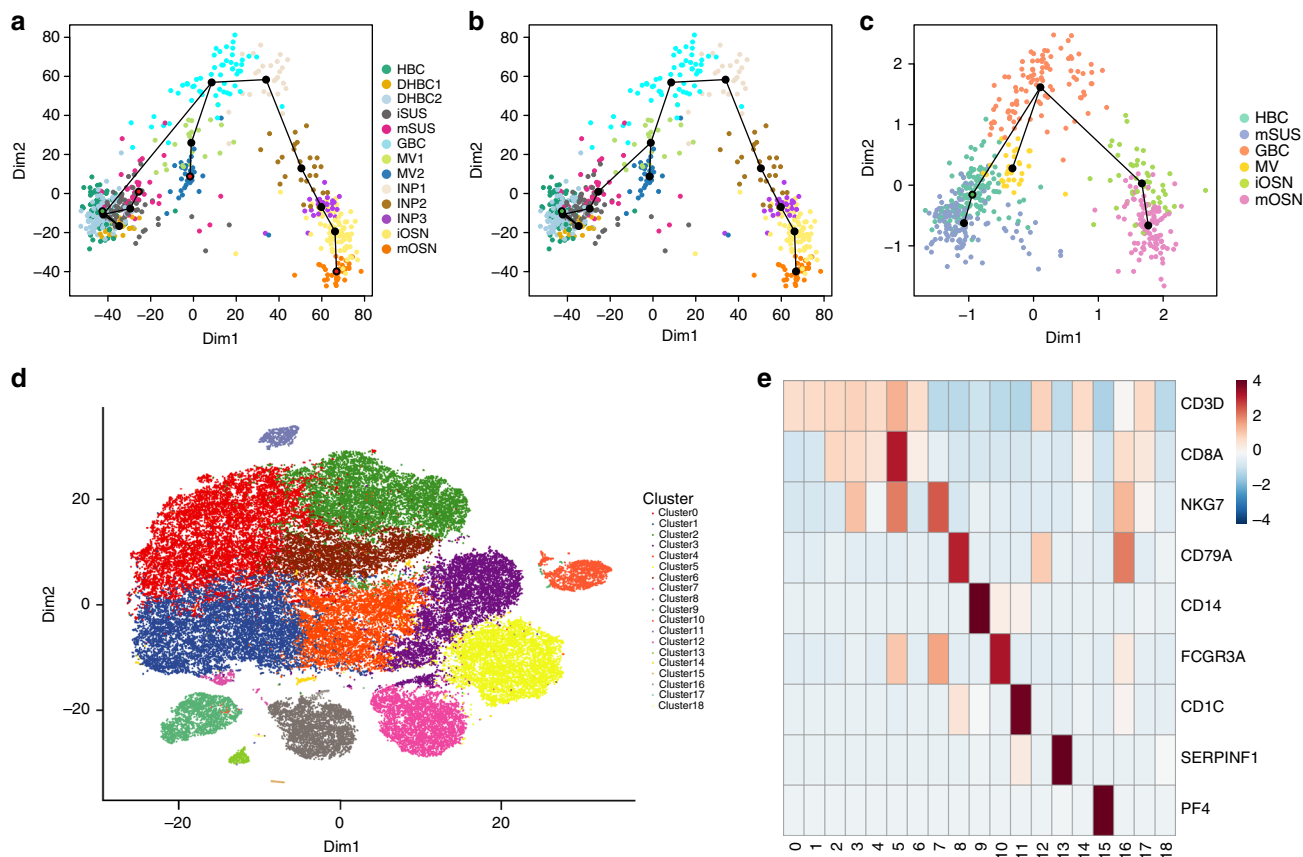 a
80
60
40
20
0
−20
−40
Dim2
−40 −20 0 20 40 60 80
Dim1
HBC
DHBC1
DHBC2
iSUS
mSUS
GBC
MV1
MV2
INP1
INP2
INP3
iOSN
mOSN
b
80
60
40
20
0
−20
−40
Dim2
−40 −20 0 20 40 60 80
Dim1
c
2
1
0
−1
Dim2
−1 0 1 2
Dim1
HBC
mSUS
GBC
MV
iOSN
mOSN
d
20
0
−20
Dim2
−20 0 20
Dim1
Cluster
Cluster0
Cluster1
Cluster2
Cluster3
Cluster4
Cluster5
Cluster6
Cluster7
Cluster8
Cluster9
Cluster10
Cluster11
Cluster12
Cluster13
Cluster14
Cluster15
Cluster16
Cluster17
Cluster18
e
CD3D
CD8A
NKG7
CD79A
CD14
FCGR3A
CD1C
SERPINF1
PF4
0 1 2 3 4 5 6 7 8 9 10 11 12 13 14 15 16 17 18
4
2
0
−2
−4